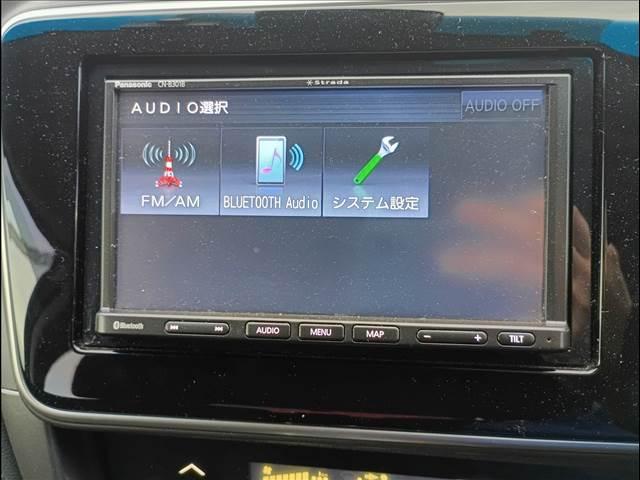 Panasonic CN-B301B
Strada
AUDIO選択
AUDIO OFF
FM/AM
BLUETOOTH Audio
システム設定
Bluetooth
AUDIO
MENU
MAP
− +
TILT